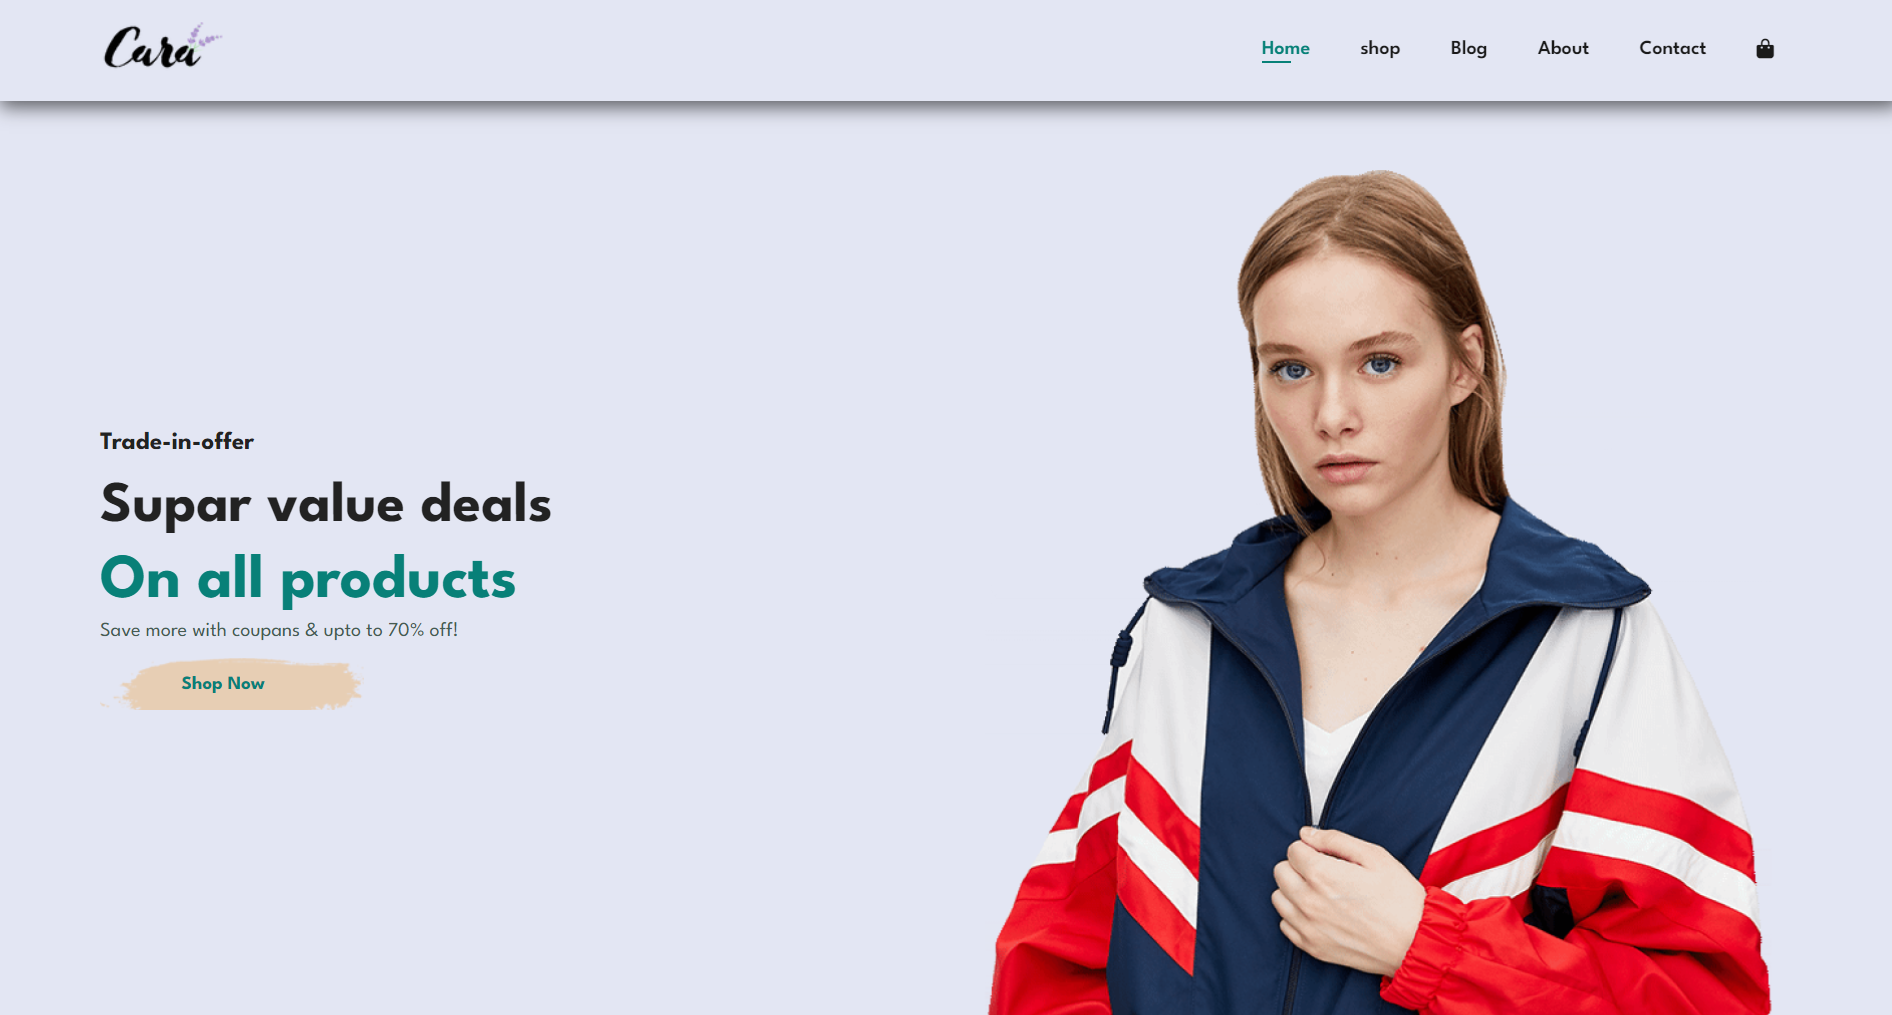 Cara
Home shop Blog About Contact
Trade-in-offer
Supar value deals
On all products
Save more with coupans & upto to 70% off!
Shop Now